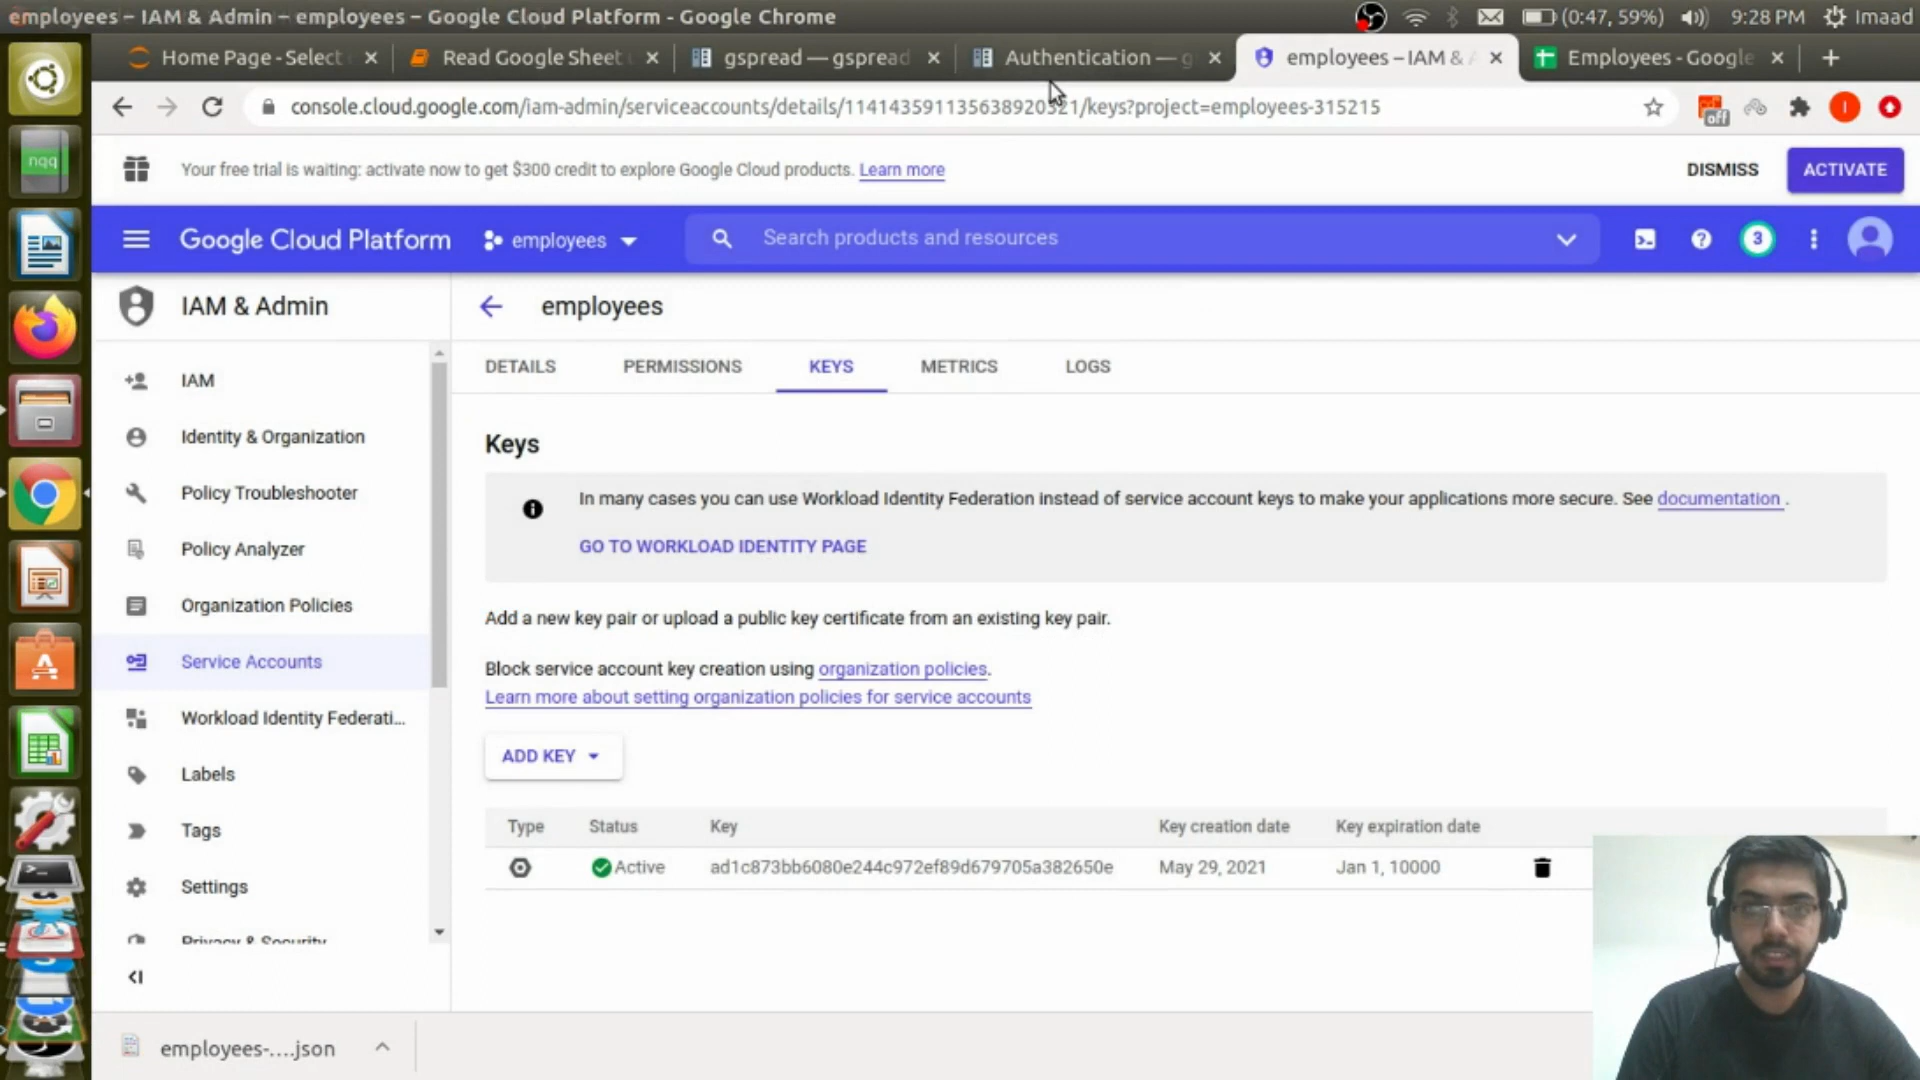 employees – IAM & Admin – employees – Google Cloud Platform - Google Chrome
(0:47, 59%)
9:28 PM
Imaad
Home Page - Select
Read Google Sheet
gspread — gspread
Authentication — g
employees – IAM & A
Employees - Google
console.cloud.google.com/iam-admin/serviceaccounts/details/114143591135638920321/keys?project=employees-315215
off
I
Your free trial is waiting: activate now to get $300 credit to explore Google Cloud products. Learn more
DISMISS
ACTIVATE
Google Cloud Platform
employees
Search products and resources
3
nqq
IAM & Admin
employees
IAM
Identity & Organization
Policy Troubleshooter
Policy Analyzer
Organization Policies
Service Accounts
Workload Identity Federati...
Labels
Tags
Settings
Privacy & Security
DETAILS
PERMISSIONS
KEYS
METRICS
LOGS
Keys
In many cases you can use Workload Identity Federation instead of service account keys to make your applications more secure. See documentation .
GO TO WORKLOAD IDENTITY PAGE
Add a new key pair or upload a public key certificate from an existing key pair.
Block service account key creation using organization policies.
Learn more about setting organization policies for service accounts
ADD KEY
Type Status Key Key creation date Key expiration date
Active ad1c873bb6080e244c972ef89d679705a382650e May 29, 2021 Jan 1, 10000
employees-....json